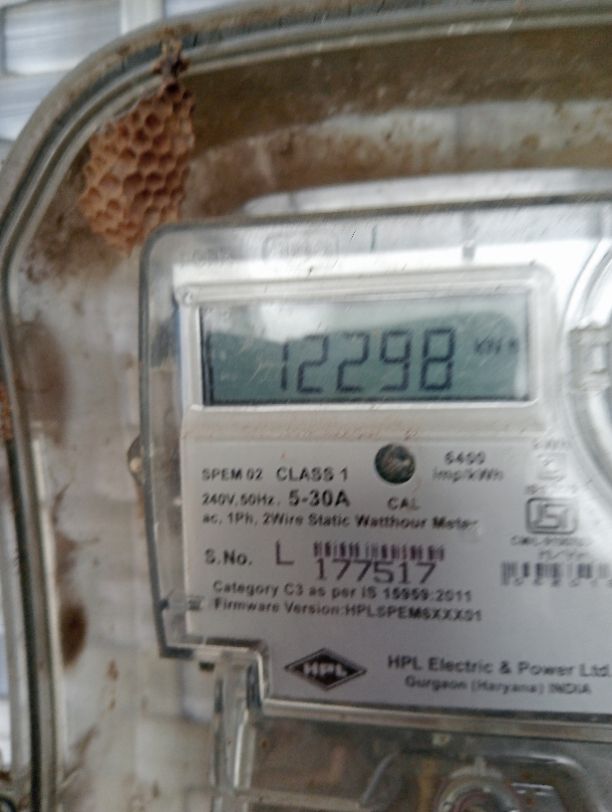 12298 kWh
SPEM 02 CLASS 1
6400
imp/kWh
240V, 50Hz, 5-30A
CAL
ac, 1Ph, 2Wire Static Watthour Meter
S.No. L 177517
Category C3 as per IS 15959:2011
Firmware Version:HPLSPEM6XXXS1
HPL
HPL Electric & Power Ltd.
Gurgaon (Haryana) INDIA